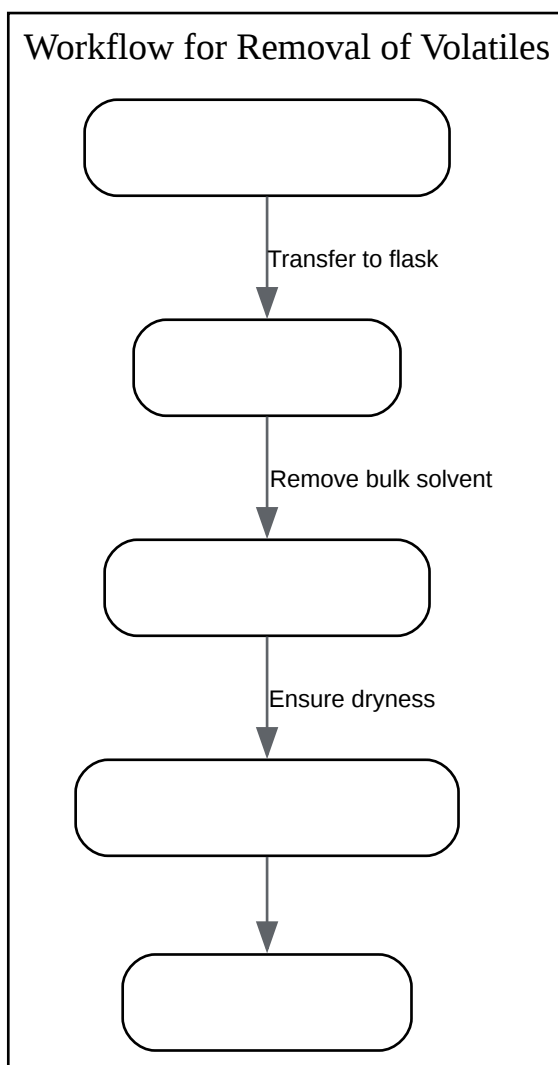 Workflow for Removal of Volatiles
Transfer to flask
Remove bulk solvent
Ensure dryness